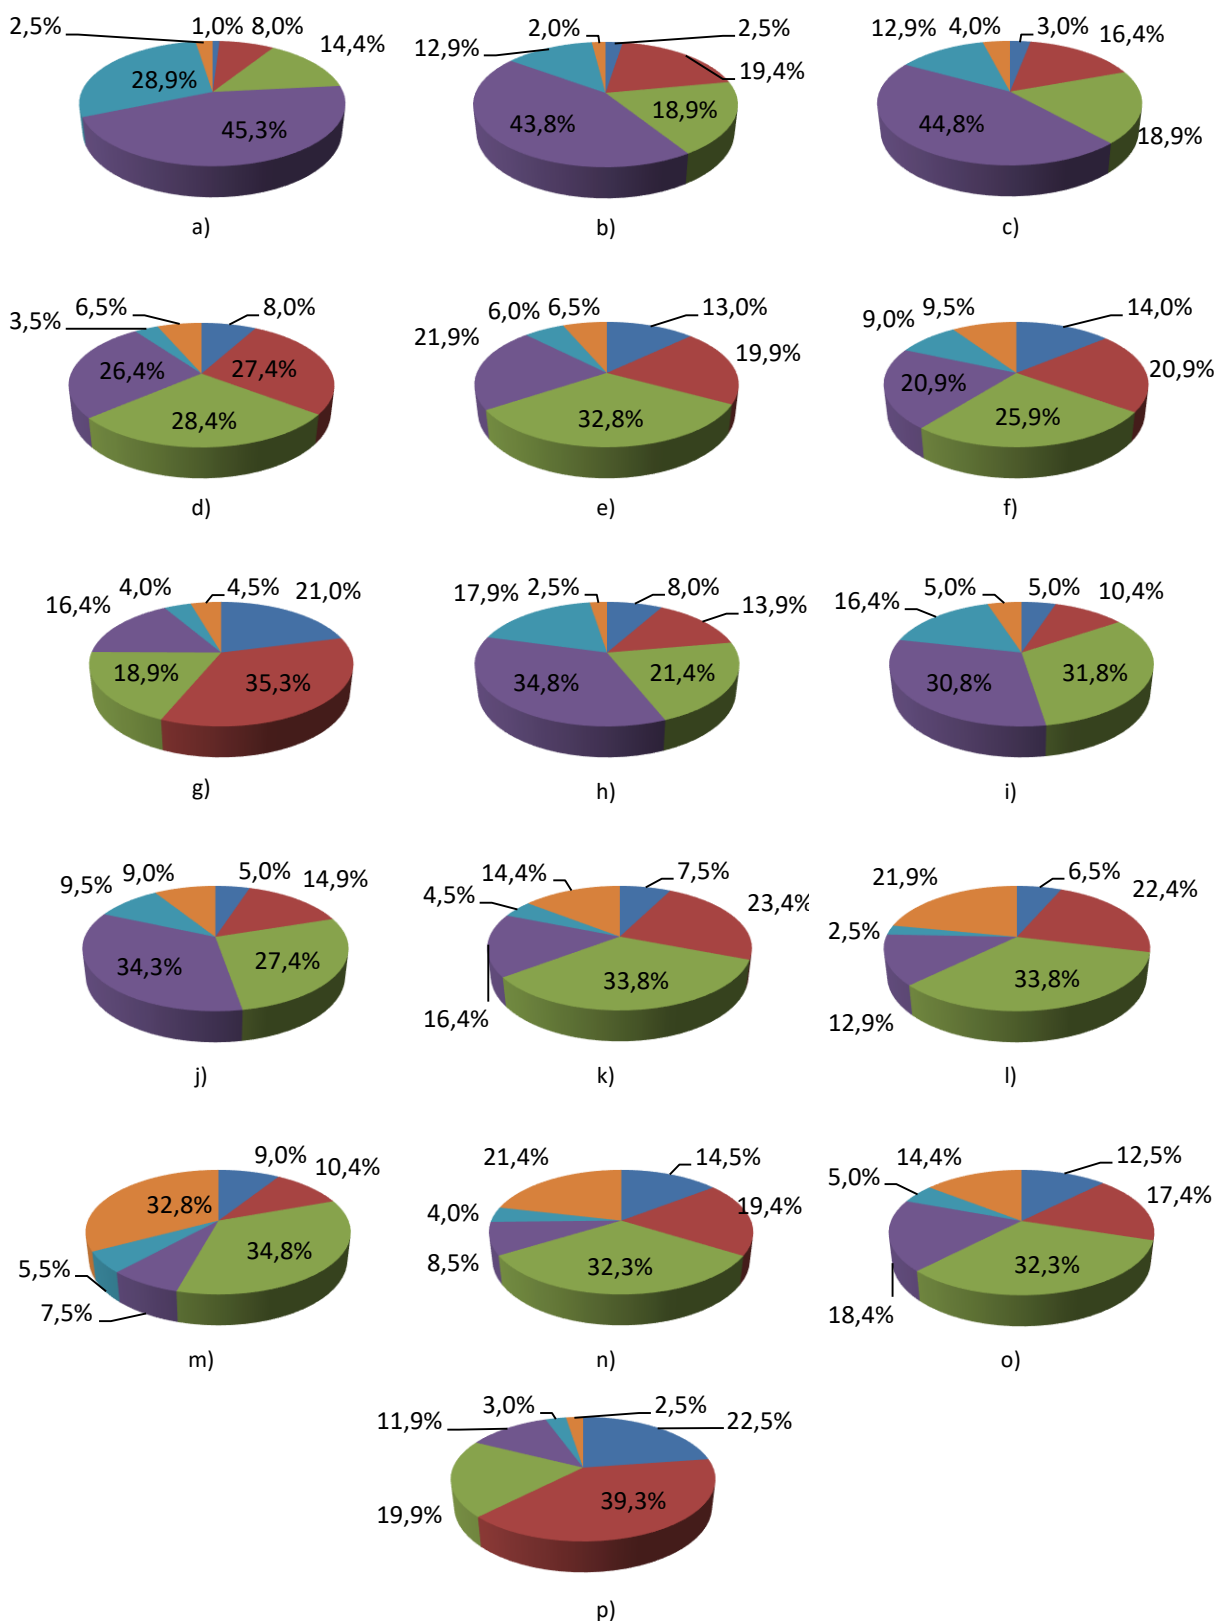 2,5% 1,0% 8,0% 2,0% 2,5% 12,9% 4,0% 3,0% 16,4%
14,4% 12,9% 19,4%
28,9% 18,9%
45,3% 43,8% 44,8% 18,9%
a) b) c)
6,5% 8,0% 6,0% 6,5% 13,0% 9,5% 14,0%
3,5% 21,9% 19,9% 9,0% 20,9%
26,4% 27,4% 20,9%
28,4% 32,8% 25,9%
d) e) f)
4,0% 4,5% 21,0% 17,9% 2,5% 8,0% 5,0% 5,0% 10,4%
16,4% 13,9% 16,4%
18,9% 35,3% 34,8% 21,4% 30,8% 31,8%
g) h) i)
9,5% 9,0% 5,0% 14,9% 14,4% 7,5% 21,9% 6,5% 22,4%
4,5% 23,4% 2,5%
34,3% 27,4% 33,8% 33,8%
16,4% 12,9%
j) k) l)
9,0% 10,4% 21,4% 14,5% 14,4% 12,5%
32,8% 4,0% 19,4% 5,0% 17,4%
5,5% 34,8% 8,5% 32,3% 32,3%
7,5% 18,4%
m) n) o)
11,9% 3,0% 2,5% 22,5%
19,9% 39,3%
p)